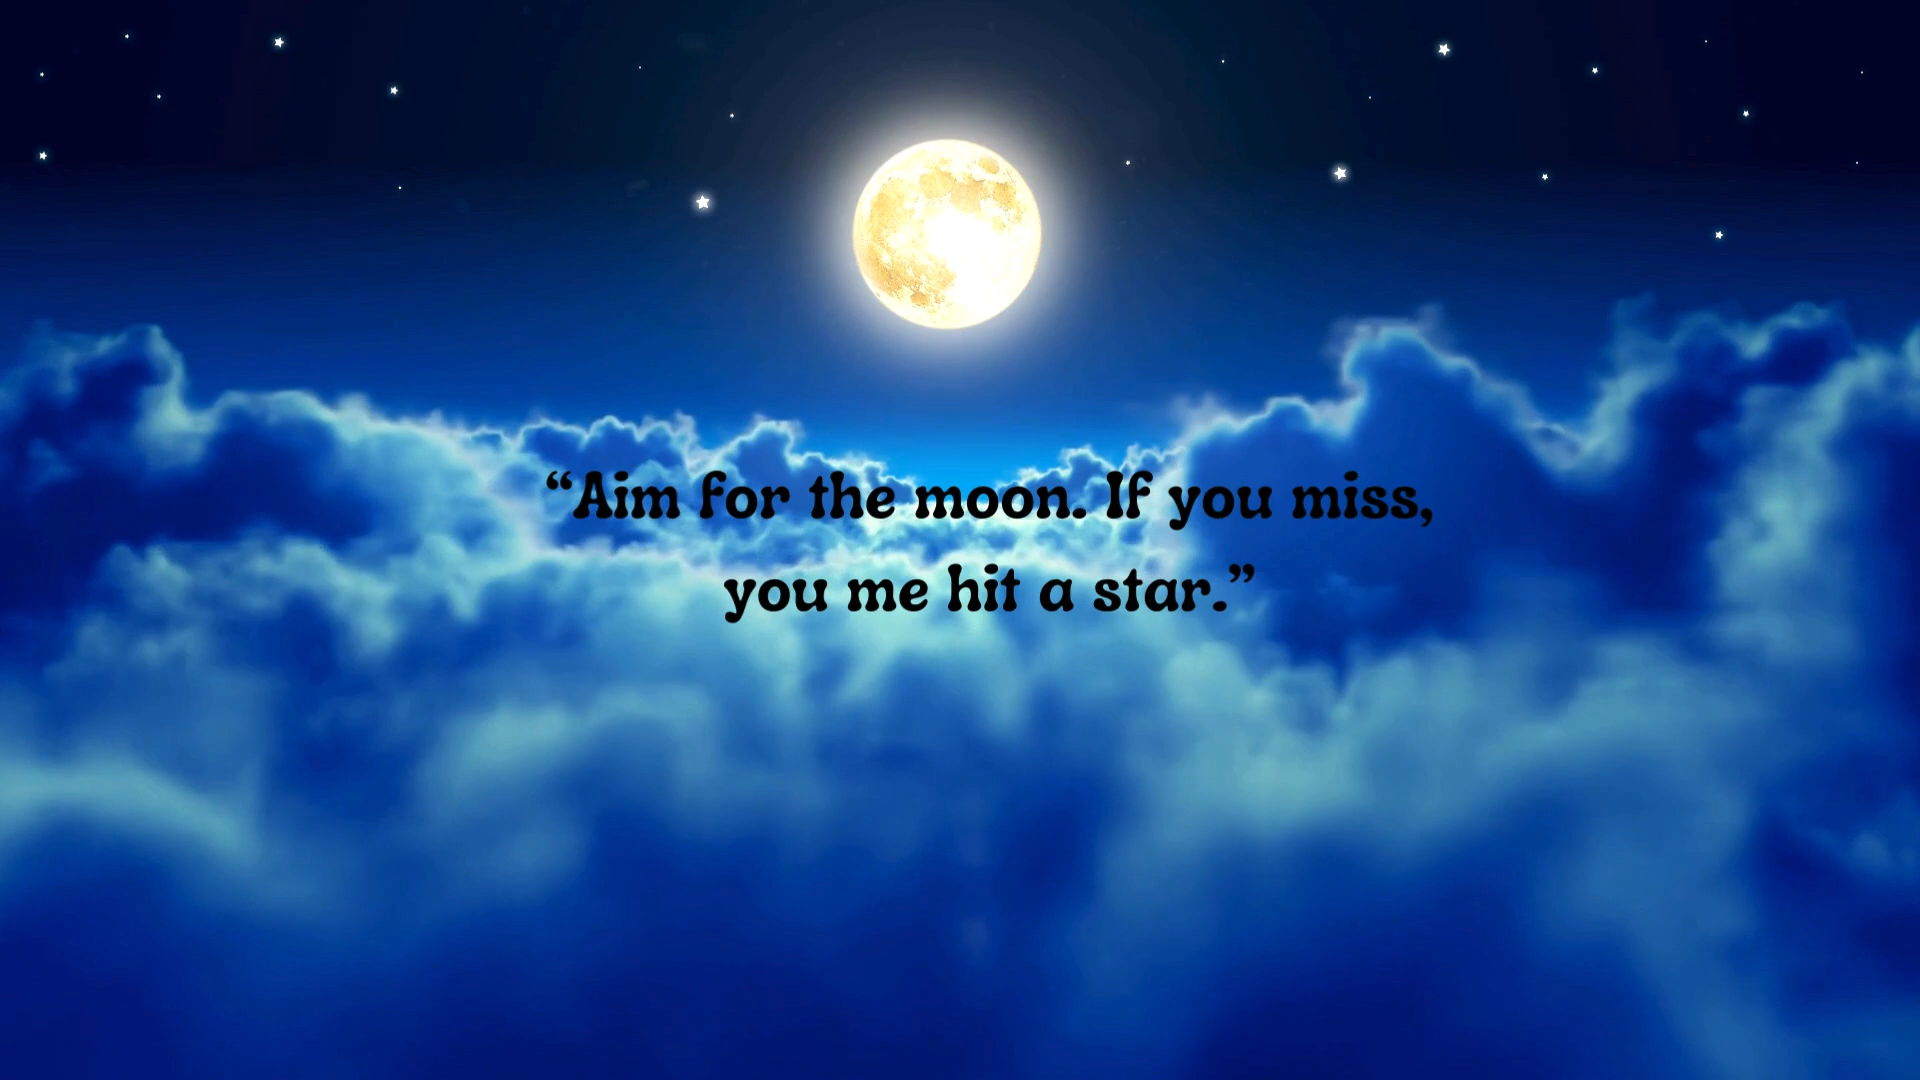 “Aim for the moon. If you miss,
you me hit a star.”